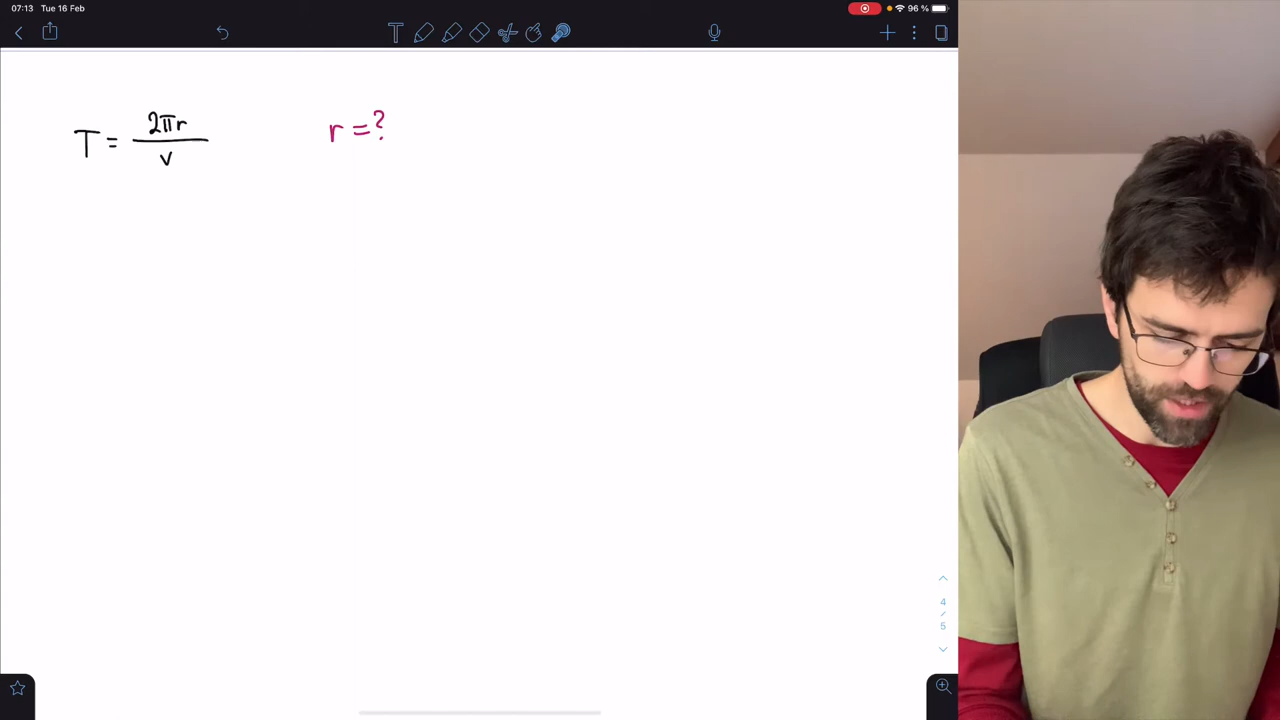 07:13 Tue 16 Feb
96 %
T
T = 2πr / v
r = ?
4
/
5